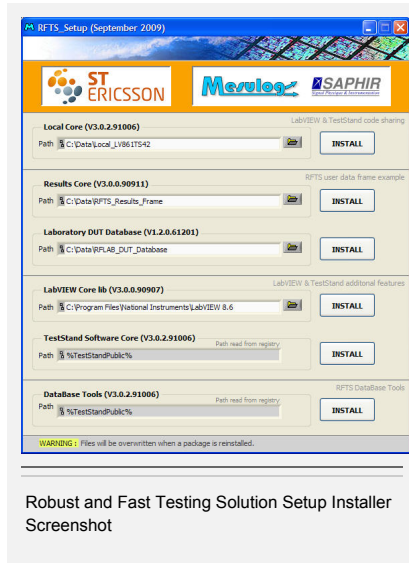 RFTS_Setup (September 2009)
ST
ERICSSON
Mesulog
SAPHIR
Signal Physique & Instrumentation
LabVIEW & TestStand code sharing
Local Core (V3.0.2.91006)
Path C:\Data\Local_LV861TS42
INSTALL
RFTS user data frame example
Results Core (V3.0.0.90911)
Path C:\Data\RFTS_Results_Frame
INSTALL
Laboratory DUT Database (V1.2.0.61201)
Path C:\Data\RFLAB_DUT_Database
INSTALL
LabVIEW & TestStand additonal features
LabVIEW Core lib (V3.0.0.90907)
Path C:\Program Files\National Instruments\LabVIEW 8.6
INSTALL
TestStand Software Core (V3.0.2.91006)
Path read from registry
Path %TestStandPublic%
INSTALL
RFTS DataBase Tools
DataBase Tools (V3.0.2.91006)
Path read from registry
Path %TestStandPublic%
INSTALL
WARNING : Files will be overwritten when a package is reinstalled.
Robust and Fast Testing Solution Setup Installer
Screenshot